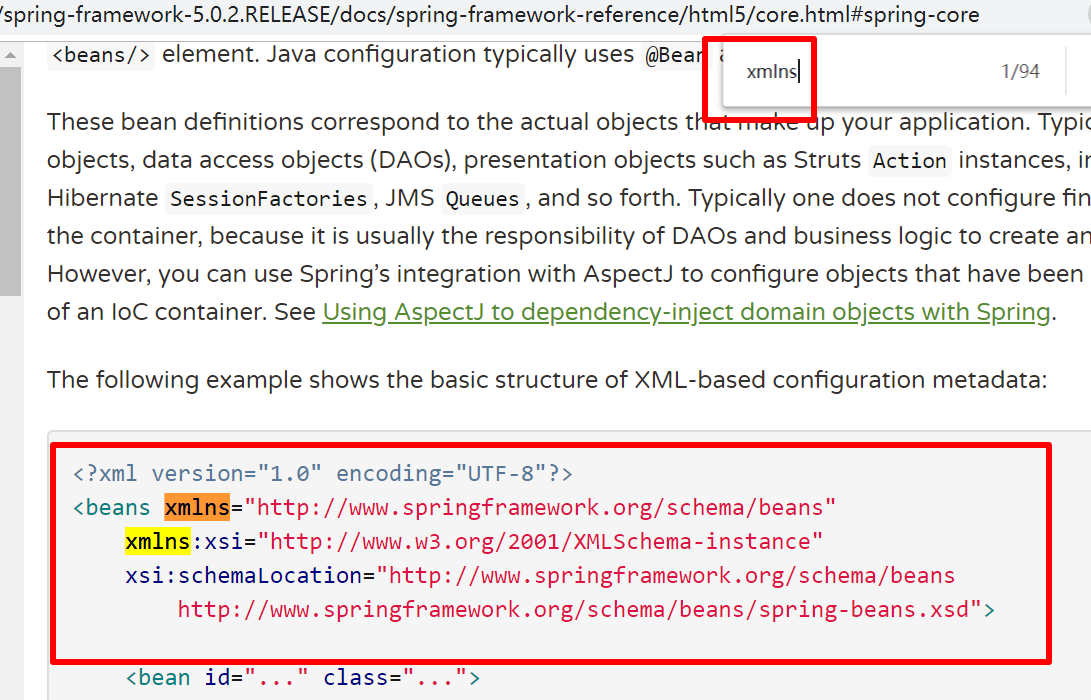 /spring-framework-5.0.2.RELEASE/docs/spring-framework-reference/html5/core.html#spring-core
<beans/> element. Java configuration typically uses @Bean
xmlns 1/94
These bean definitions correspond to the actual objects that make up your application.
objects, data access objects (DAOs), presentation objects such as Struts Action instances,
Hibernate SessionFactories, JMS Queues, and so forth. Typically one does not configure
the container, because it is usually the responsibility of DAOs and business logic to create
However, you can use Spring's integration with AspectJ to configure objects that have been
of an IoC container. See Using AspectJ to dependency-inject domain objects with Spring.
The following example shows the basic structure of XML-based configuration metadata:
<?xml version="1.0" encoding="UTF-8"?>
<beans xmlns="http://www.springframework.org/schema/beans"
xmlns:xsi="http://www.w3.org/2001/XMLSchema-instance"
xsi:schemaLocation="http://www.springframework.org/schema/beans
http://www.springframework.org/schema/beans/spring-beans.xsd">
<bean id="..." class="...">